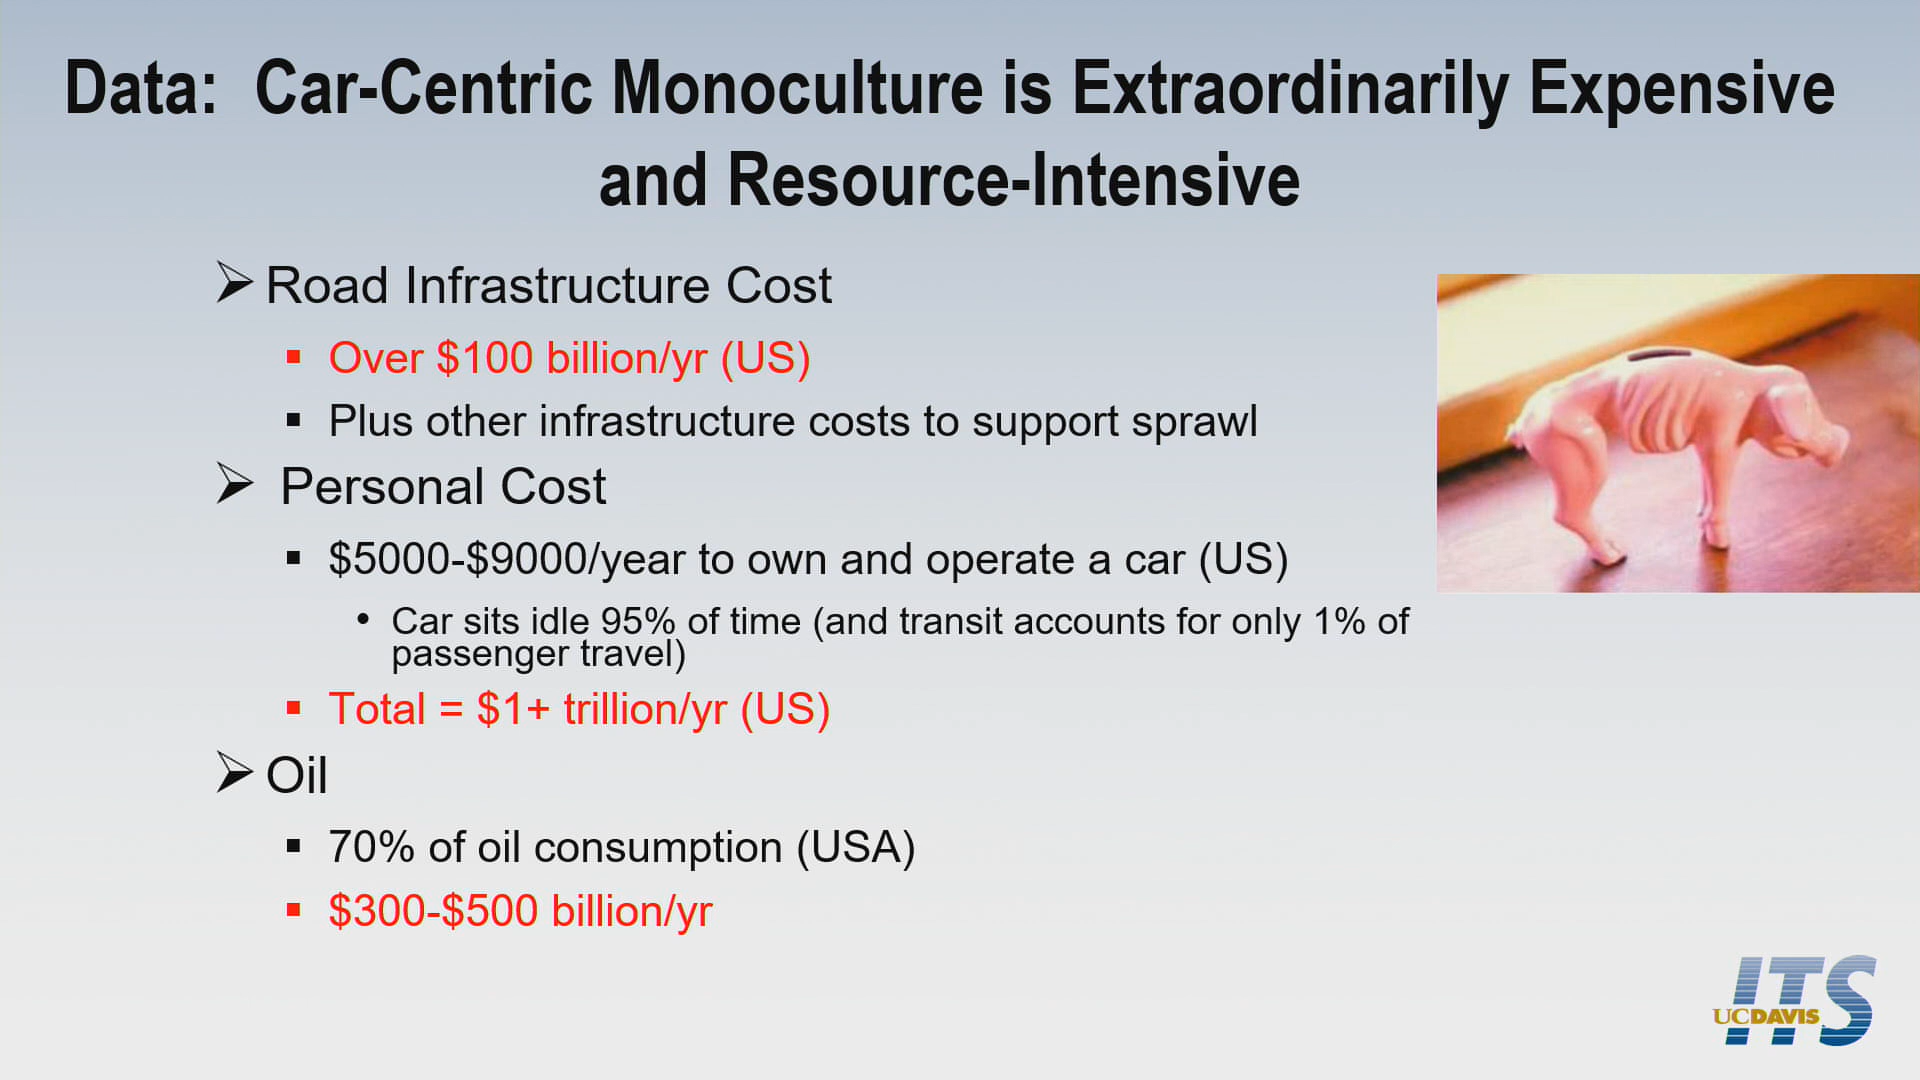 Data: Car-Centric Monoculture is Extraordinarily Expensive
and Resource-Intensive
Road Infrastructure Cost
Over $100 billion/yr (US)
Plus other infrastructure costs to support sprawl
Personal Cost
$5000-$9000/year to own and operate a car (US)
Car sits idle 95% of time (and transit accounts for only 1% of
passenger travel)
Total = $1+ trillion/yr (US)
Oil
70% of oil consumption (USA)
$300-$500 billion/yr
ITS
UCDAVIS